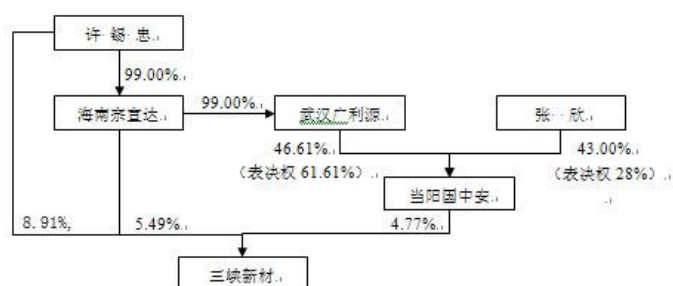 许 锡 忠
99.00%
海南宗宣达
99.00%
武汉广利源
张 欣
46.61%
（表决权 61.61%）
43.00%
（表决权 28%）
当阳国中安
8.91%,
5.49%
4.77%
三峡新材